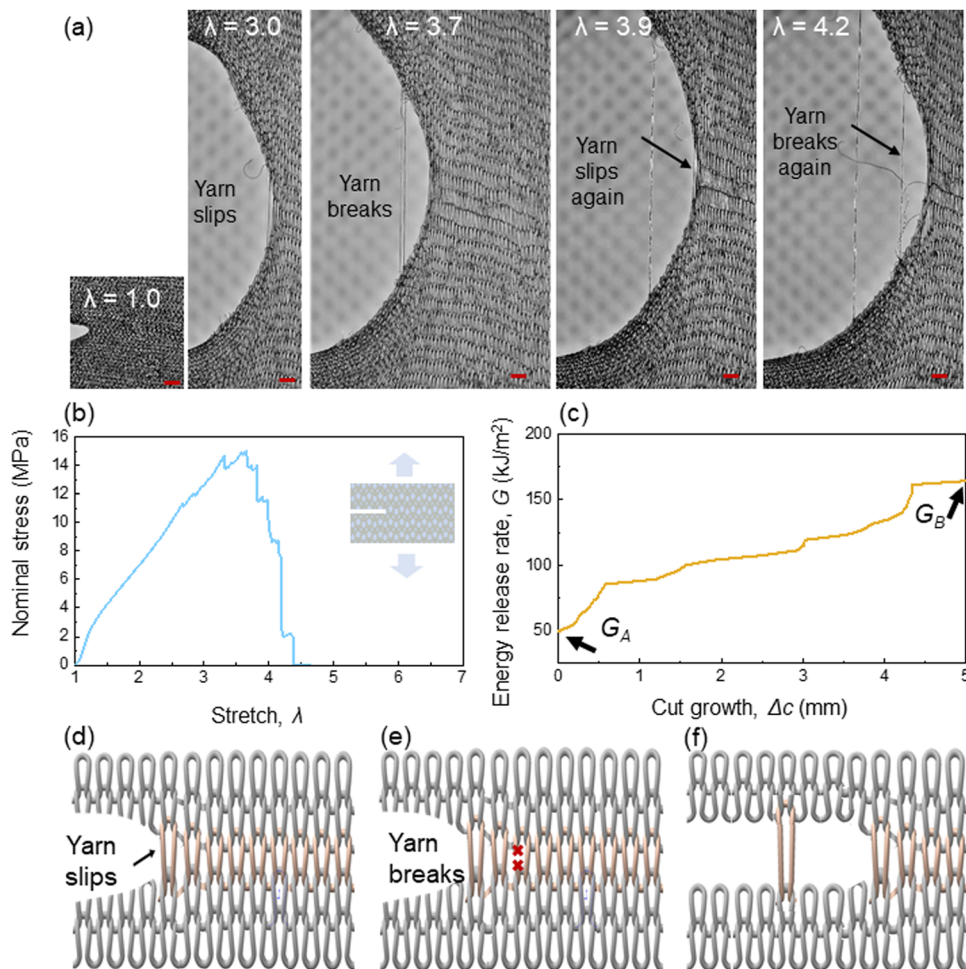 (a)
λ = 1.0
λ = 3.0
Yarn
slips
λ = 3.7
Yarn
breaks
λ = 3.9
Yarn
slips
again
λ = 4.2
Yarn
breaks
again
(b)
Nominal stress (MPa)
16
14
12
10
8
6
4
2
0
1
2
3
4
5
6
7
Stretch, λ
(c)
Energy release rate, G (kJ/m²)
200
150
100
50
G_A
G_B
0
1
2
3
4
5
Cut growth, Δc (mm)
(d)
Yarn
slips
(e)
Yarn
breaks
(f)